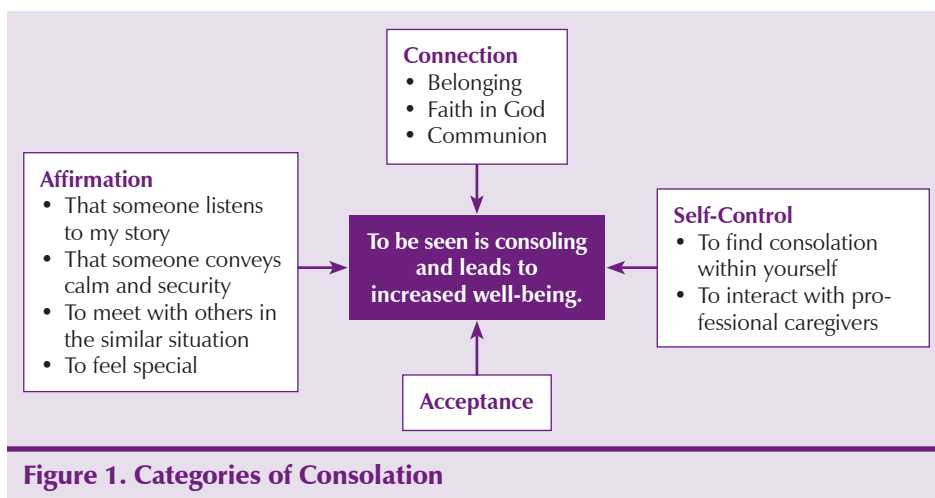 Connection
• Belonging
• Faith in God
• Communion
Affirmation
• That someone listens
to my story
• That someone conveys
calm and security
• To meet with others in
the similar situation
• To feel special
To be seen is consoling
and leads to
increased well-being.
Self-Control
• To find consolation
within yourself
• To interact with pro-
fessional caregivers
Acceptance
Figure 1. Categories of Consolation